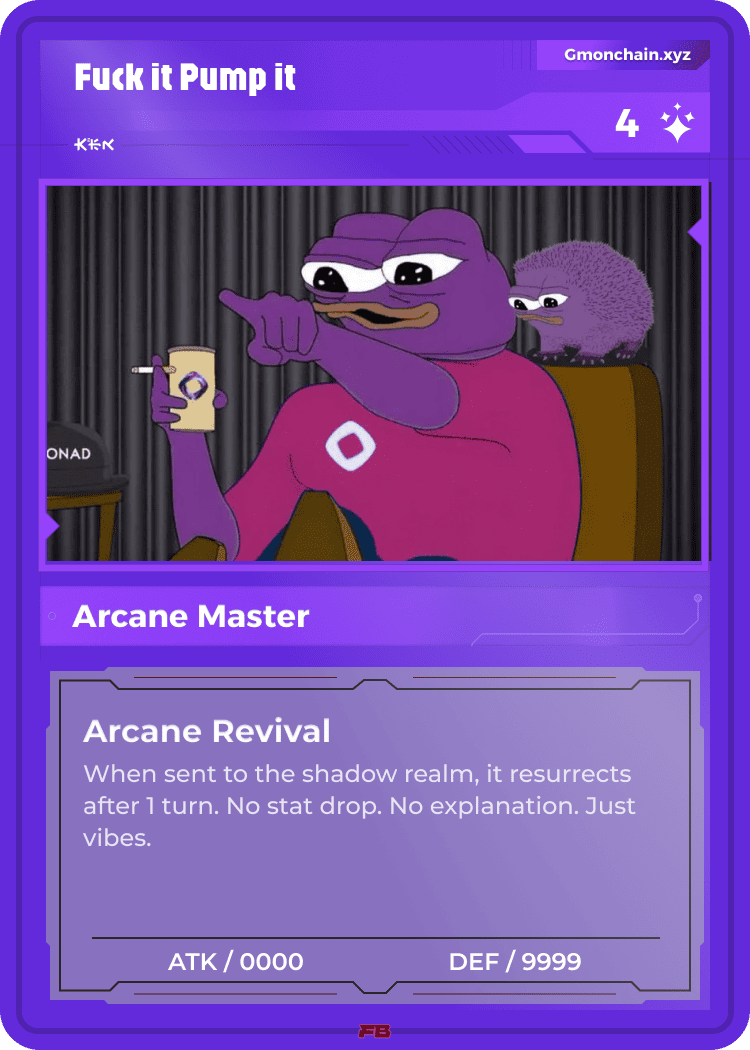 Gmonchain.xyz
Fuck it Pump it
4
ONAD
Arcane Master
Arcane Revival
When sent to the shadow realm, it resurrects
after 1 turn. No stat drop. No explanation. Just
vibes.
ATK / 0000 DEF / 9999
FB